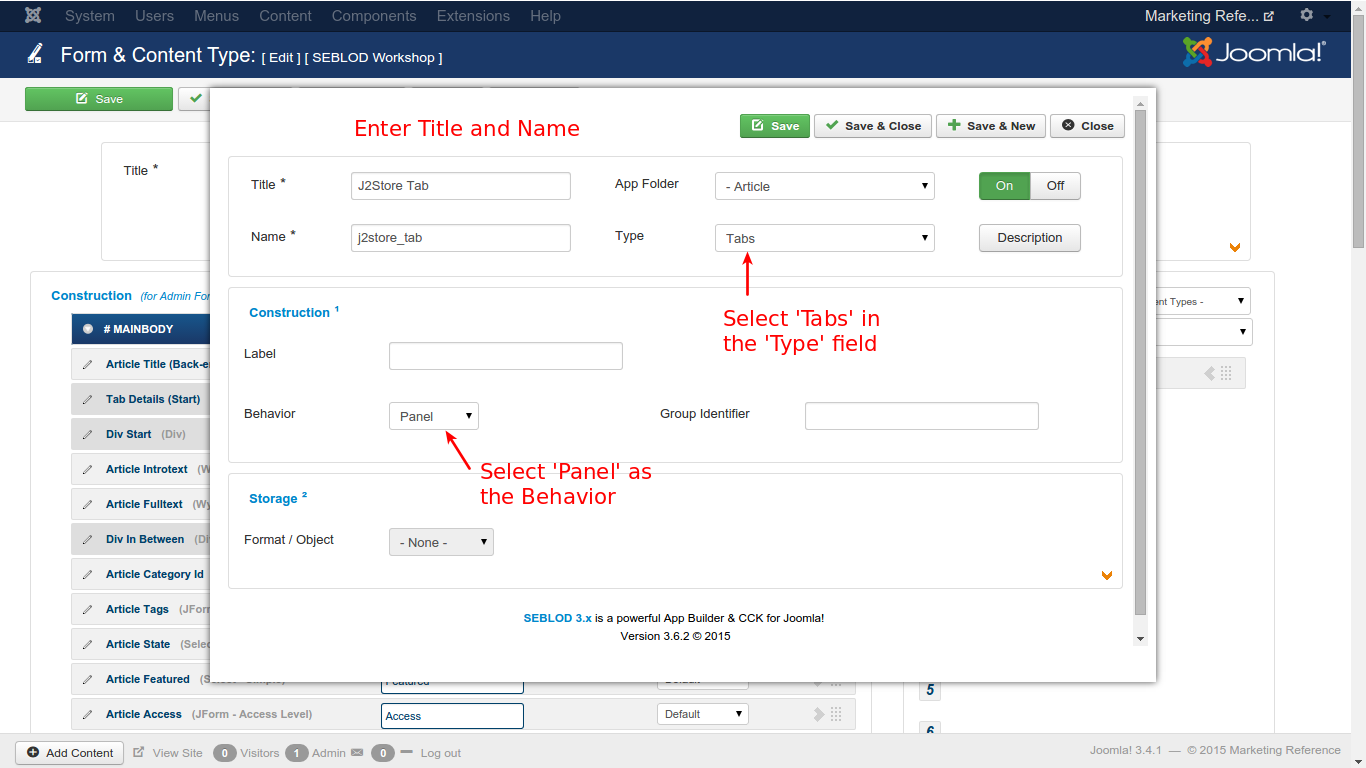 System Users Menus Content Components Extensions Help Marketing Refe...
Form & Content Type: [ Edit ] [ SEBLOD Workshop ] Joomla!®
Save
Enter Title and Name
Save Save & Close Save & New Close
Title *
Title * J2Store Tab App Folder - Article On Off
Name * j2store_tab Type Tabs Description
Construction (for Admin For
ent Types -
# MAINBODY
Construction 1
Select 'Tabs' in
the 'Type' field
Article Title (Back-e
Label
Tab Details (Start)
Behavior Panel Group Identifier
Div Start (Div)
Article Introtext (W
Select 'Panel' as
the Behavior
Article Fulltext (Wy
Storage 2
Div In Between (Di
Format / Object - None -
Article Category Id
Article Tags (JForm
SEBLOD 3.x is a powerful App Builder & CCK for Joomla!
Version 3.6.2 © 2015
Article State (Selec
Article Featured (Select - Simple) Featured Default
5
Article Access (JForm - Access Level) Access Default
6
Add Content View Site 0 Visitors 1 Admin 0 Log out Joomla! 3.4.1 — © 2015 Marketing Reference